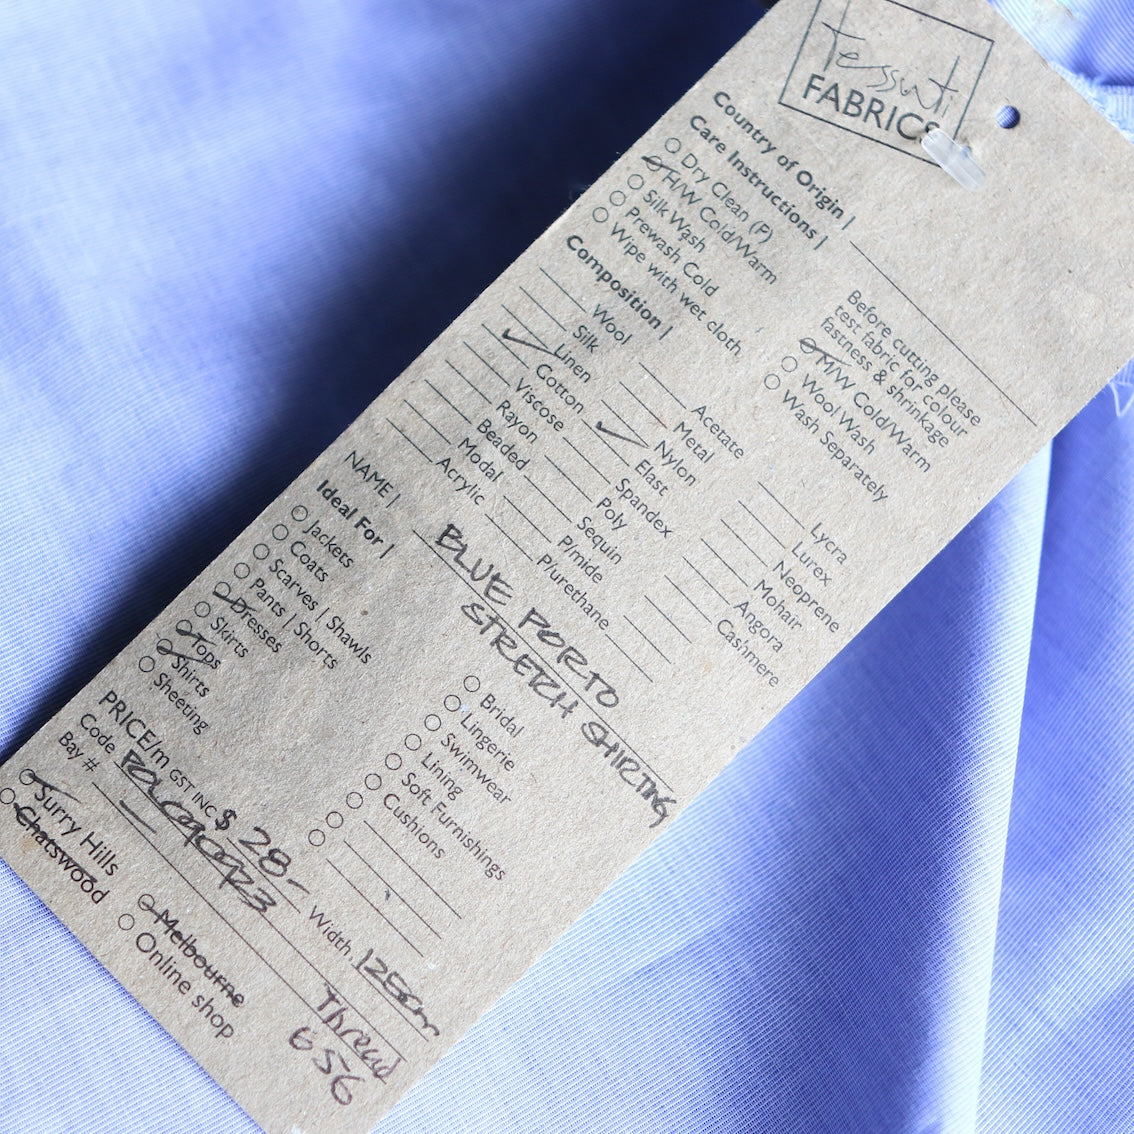 tessuti
FABRICS
Country of Origin |
Care Instructions |
Before cutting please
test fabric for colour
fastness & shrinkage
Dry Clean (P)
H/W Cold/Warm
Silk Wash
Prewash Cold
Wipe with wet cloth.
M/W Cold/Warm
Wool Wash
Wash Separately
Composition |
Wool
Silk
Linen
Cotton
Viscose
Rayon
Beaded
Modal
Acrylic
Acetate
Metal
Nylon
Elast
Spandex
Poly
Sequin
P/mide
P/urethane
Lycra
Lurex
Neoprene
Mohair
Angora
Cashmere
NAME | BLUE PORTO
STRETCH SHIRTING
Ideal For |
Jackets
Coats
Scarves | Shawls
Pants | Shorts
Dresses
Skirts
Tops
Shirts
Sheeting
Bridal
Lingerie
Swimwear
Lining
Soft Furnishings
Cushions
PRICE/m GST INC $ 28- Width 125cm
Code
Bay #
Thread
656
Surry Hills
Chatswood
Melbourne
Online shop